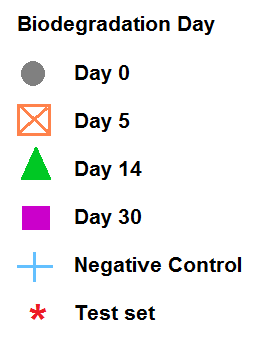 Biodegradation Day
Day 0
Day 5
Day 14
Day 30
Negative Control
Test set